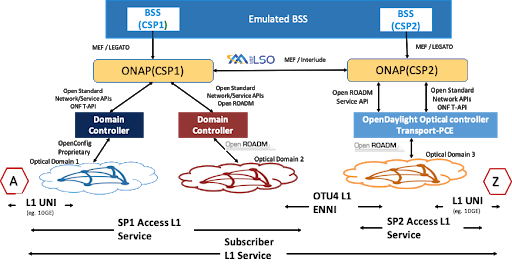 BSS
(CSP1)
Emulated BSS
BSS
(CSP2)
MEF / LEGATO
MEF / LEGATO
LSO
ONAP(CSP1)
MEF / Interlude
ONAP(CSP2)
Open Standard
Network/Service APIs
ONF T-API
Open Standard
Network/ServiceAPIs
Open ROADM
Open ROADM
Service API
Open Standard
Network APIs
ONF T-API
Domain
Controller
Domain
Controller
OpenDaylight Optical controller
Transport-PCE
OpenConfig
Proprietary
Open ROADM
Open ROADM
Optical Domain 1
Optical Domain 2
Optical Domain 3
A
Z
L1 UNI
(eg. 10GE)
OTU4 L1
ENNI
L1 UNI
(eg. 10GE)
SP1 Access L1
Service
SP2 Access L1
Service
Subscriber
L1 Service